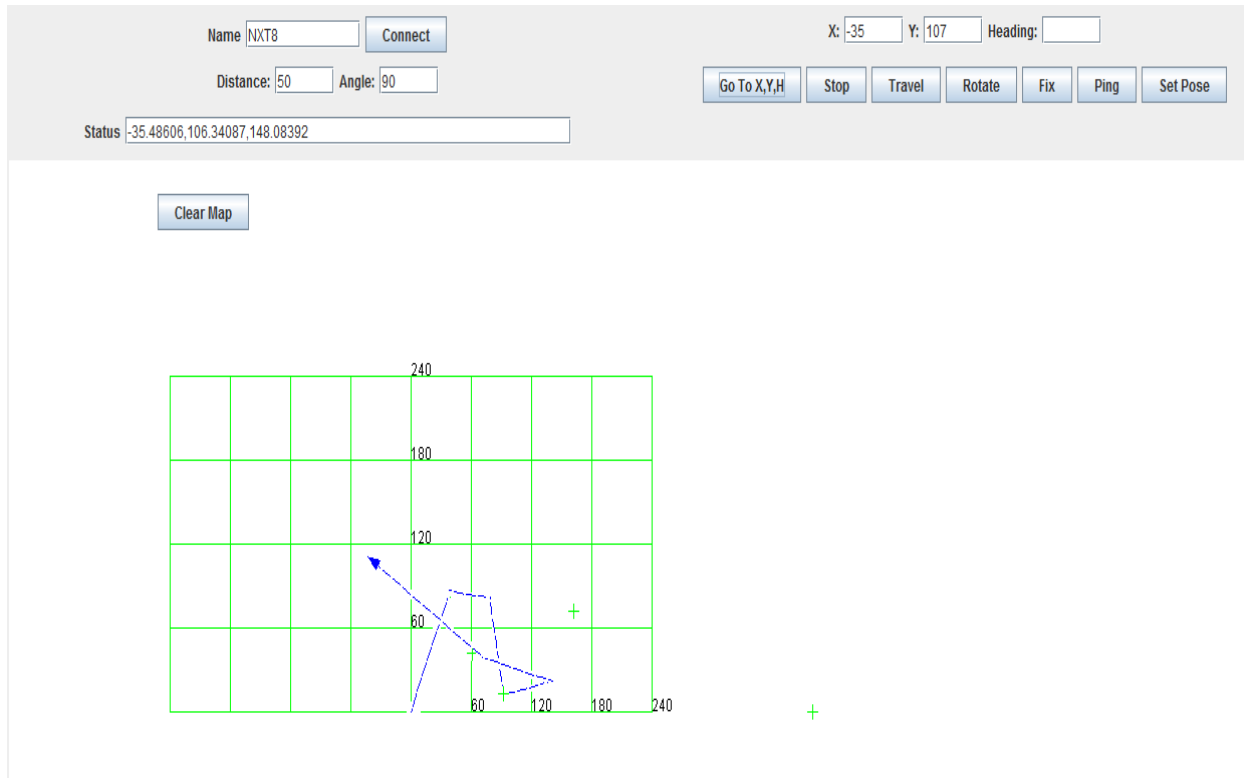 Name NXT8 Connect X: -35 Y: 107 Heading:
Distance: 50 Angle: 90 Go To X,Y,H Stop Travel Rotate Fix Ping Set Pose
Status -35.48606,106.34087,148.08392
Clear Map
240
180
120
60
60 120 180 240